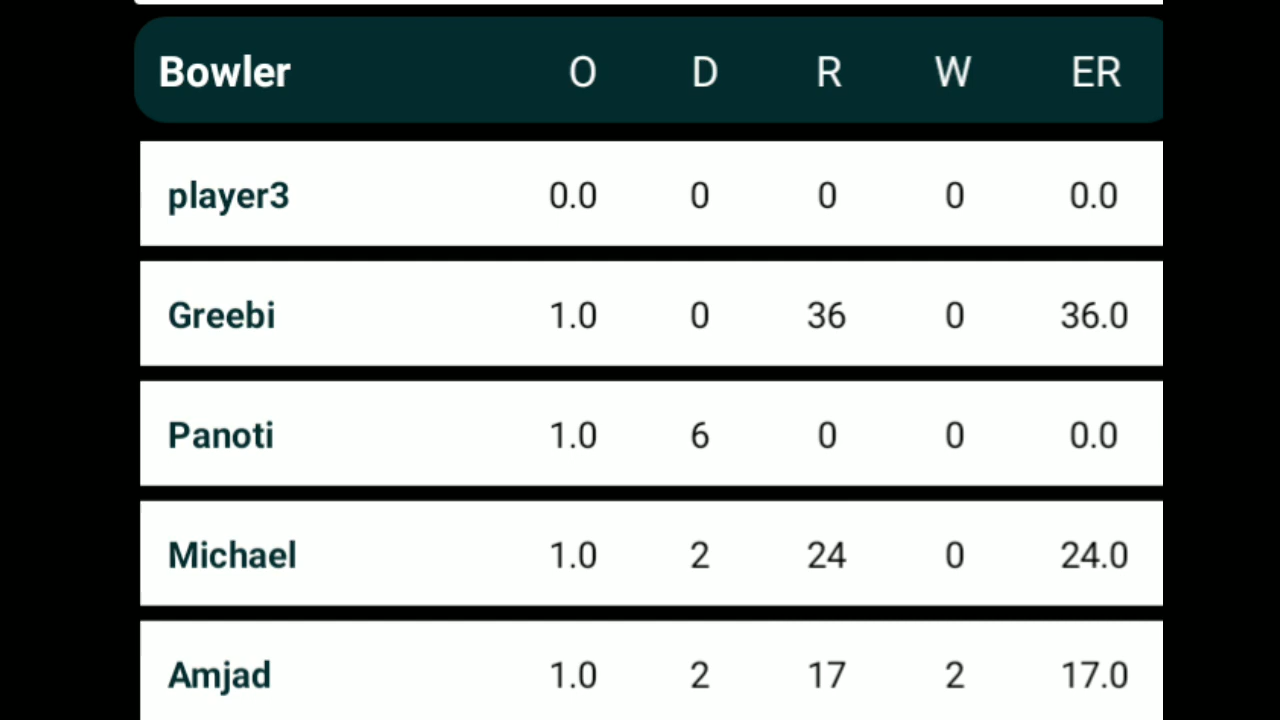 Bowler O D R W ER
player3 0.0 0 0 0 0.0
Greebi 1.0 0 36 0 36.0
Panoti 1.0 6 0 0 0.0
Michael 1.0 2 24 0 24.0
Amjad 1.0 2 17 2 17.0